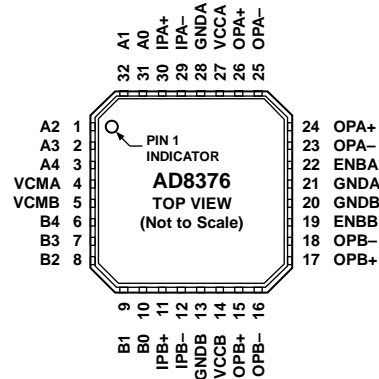 A1
A0
IPA+
IPA–
GNDA
VCCA
OPA+
OPA–
32
31
30
29
28
27
26
25
A2 1
A3 2
A4 3
VCMA 4
VCMB 5
B4 6
B3 7
B2 8
PIN 1
INDICATOR
AD8376
TOP VIEW
(Not to Scale)
24 OPA+
23 OPA–
22 ENBA
21 GNDA
20 GNDB
19 ENBB
18 OPB–
17 OPB+
9
10
11
12
13
14
15
16
B1
B0
IPB+
IPB–
GNDB
VCCB
OPB+
OPB–